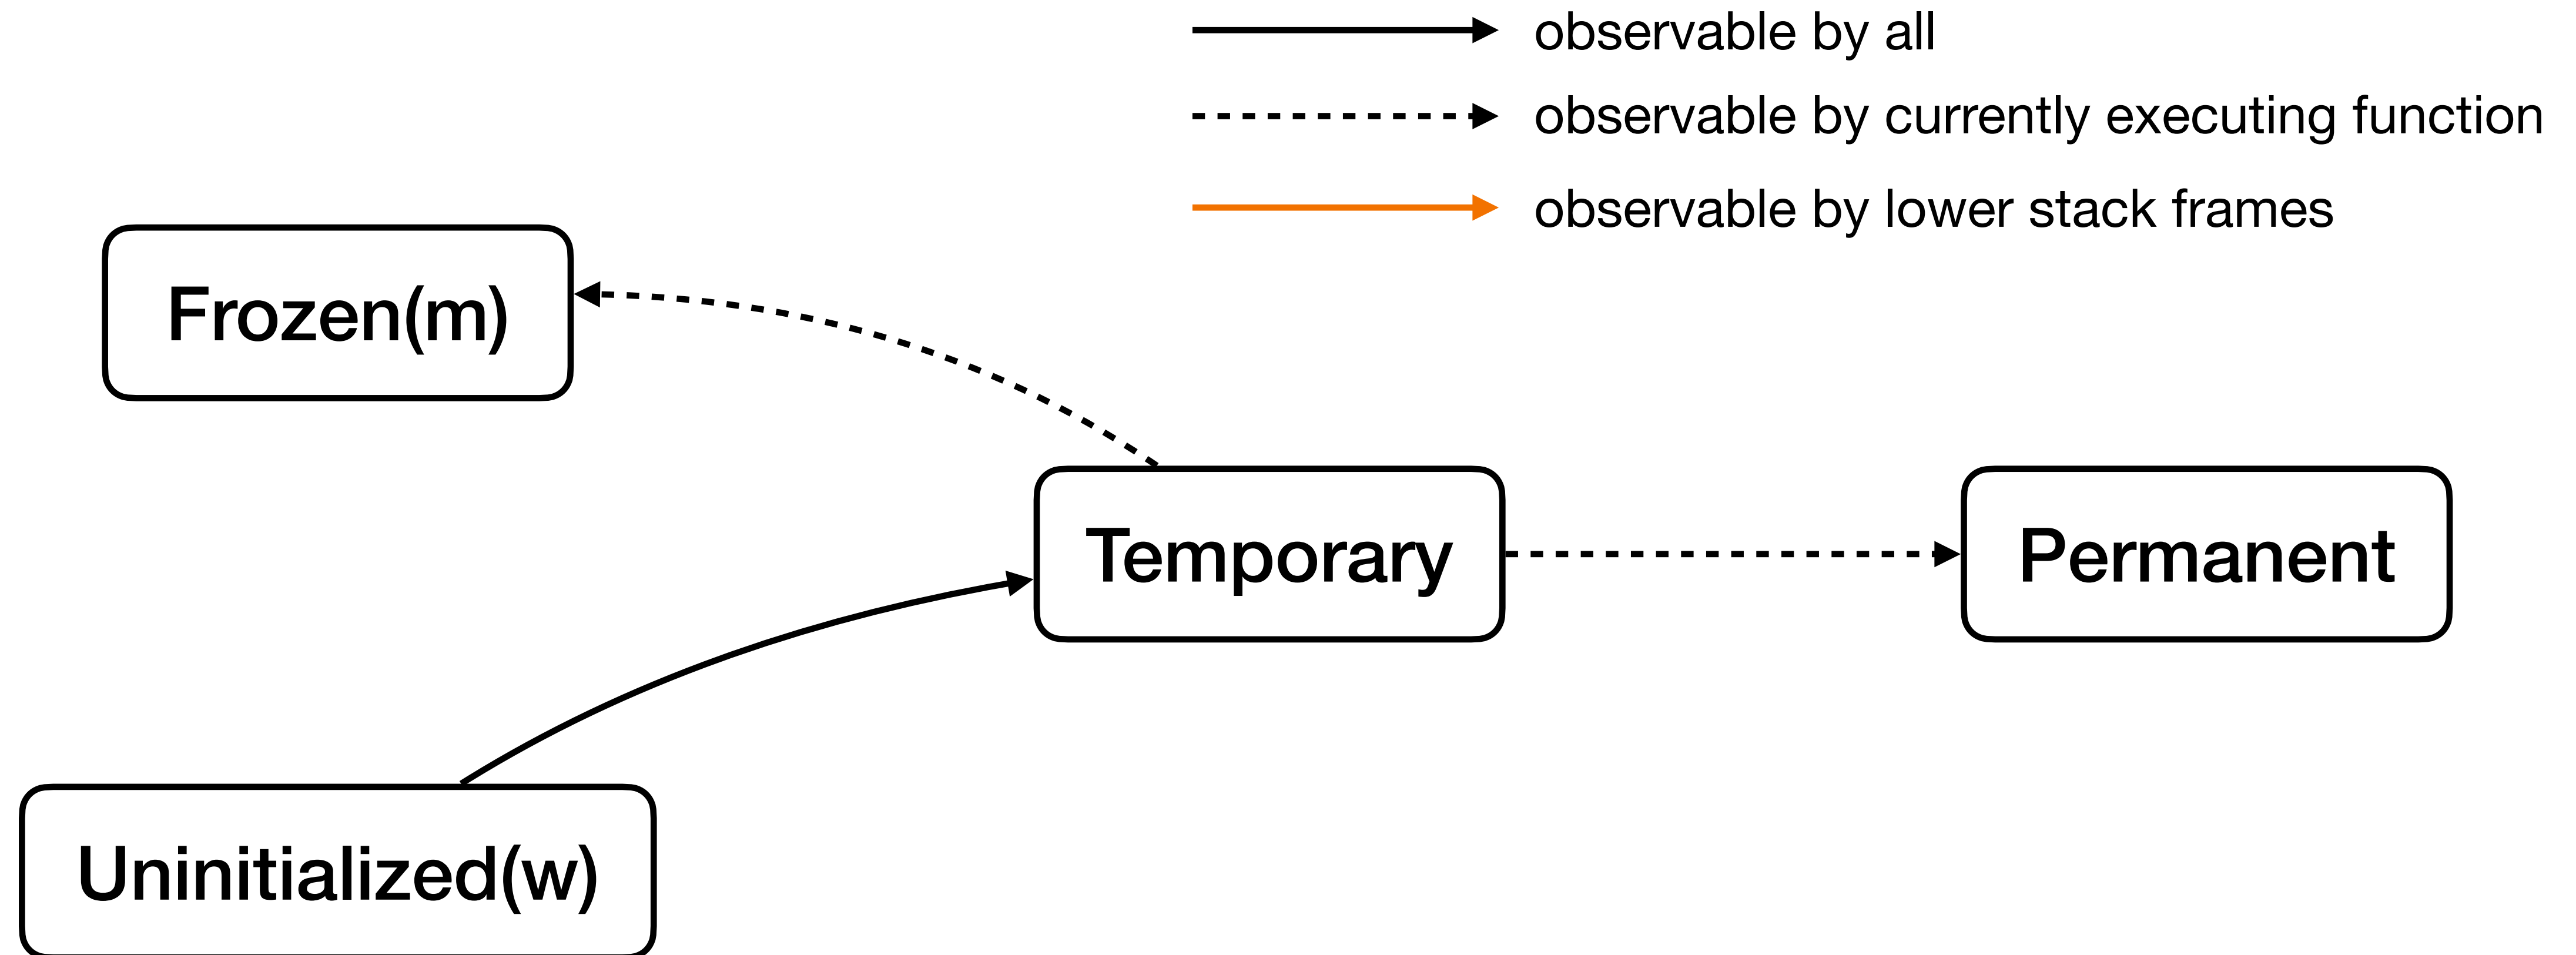 observable by all
observable by currently executing function
observable by lower stack frames
Frozen(m)
Temporary
Permanent
Uninitialized(w)